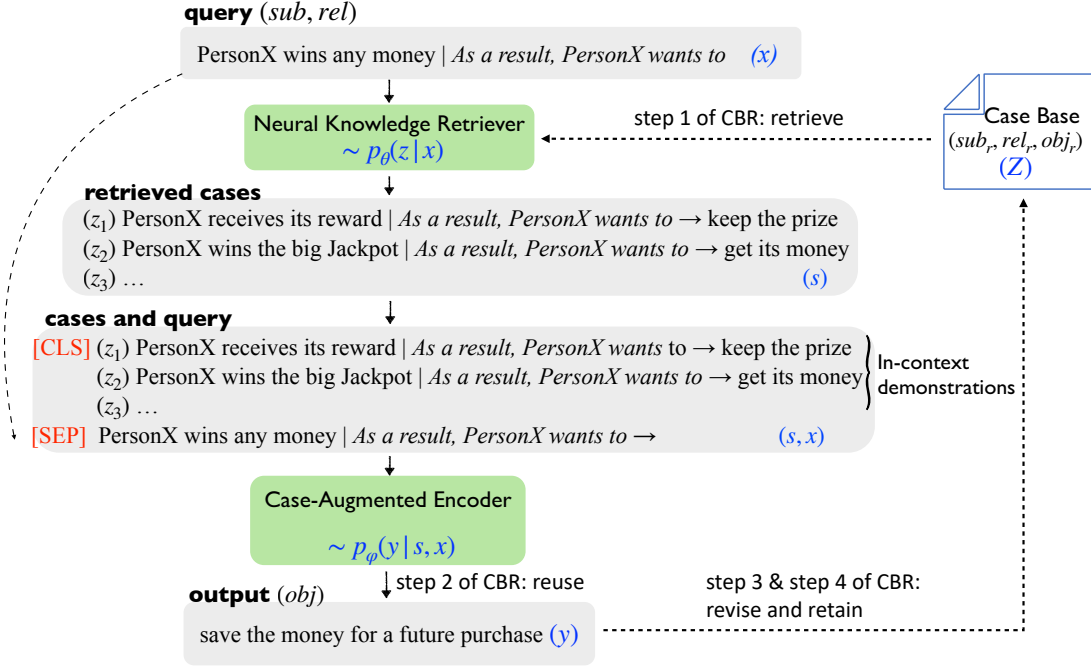 query (sub, rel)
PersonX wins any money | As a result, PersonX wants to (x)
Neural Knowledge Retriever
∼ pθ(z|x)
step 1 of CBR: retrieve
Case Base
(sub_r, rel_r, obj_r)
(Z)
retrieved cases
(z₁) PersonX receives its reward | As a result, PersonX wants to → keep the prize
(z₂) PersonX wins the big Jackpot | As a result, PersonX wants to → get its money
(z₃) … (s)
cases and query
[CLS] (z₁) PersonX receives its reward | As a result, PersonX wants to → keep the prize
(z₂) PersonX wins the big Jackpot | As a result, PersonX wants to → get its money
(z₃) …
In-context
demonstrations
[SEP] PersonX wins any money | As a result, PersonX wants to → (s, x)
Case-Augmented Encoder
∼ pφ(y|s, x)
step 2 of CBR: reuse
output (obj)
save the money for a future purchase (y)
step 3 & step 4 of CBR:
revise and retain